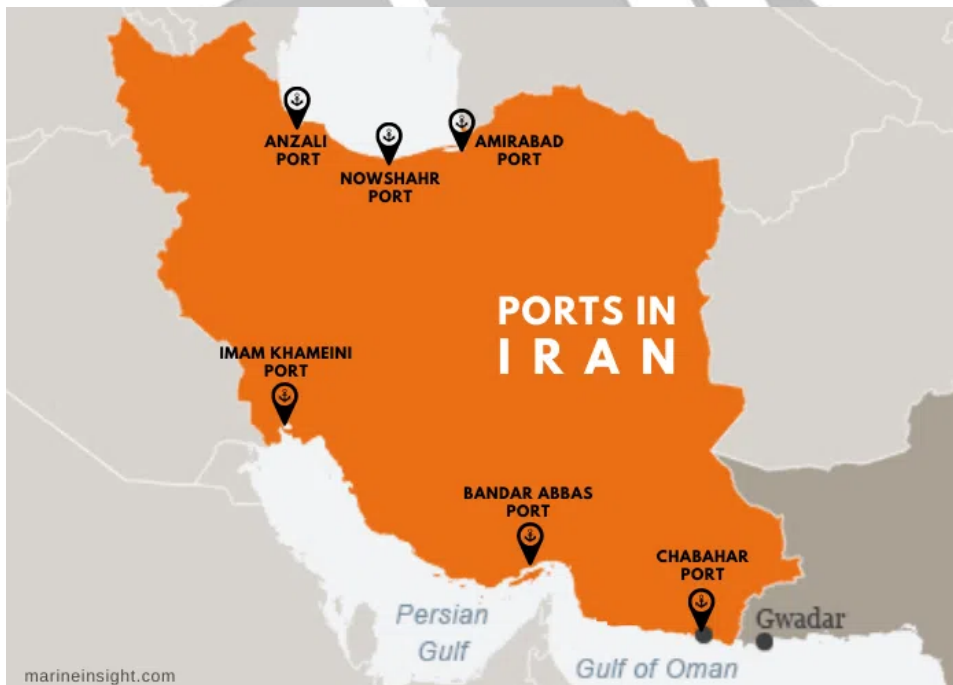 ANZALI
PORT
NOWSHAHR
PORT
AMIRABAD
PORT
PORTS IN
IRAN
IMAM KHAMEINI
PORT
BANDAR ABBAS
PORT
CHABAHAR
PORT
Gwadar
Persian
Gulf
Gulf of Oman
marineinsight.com